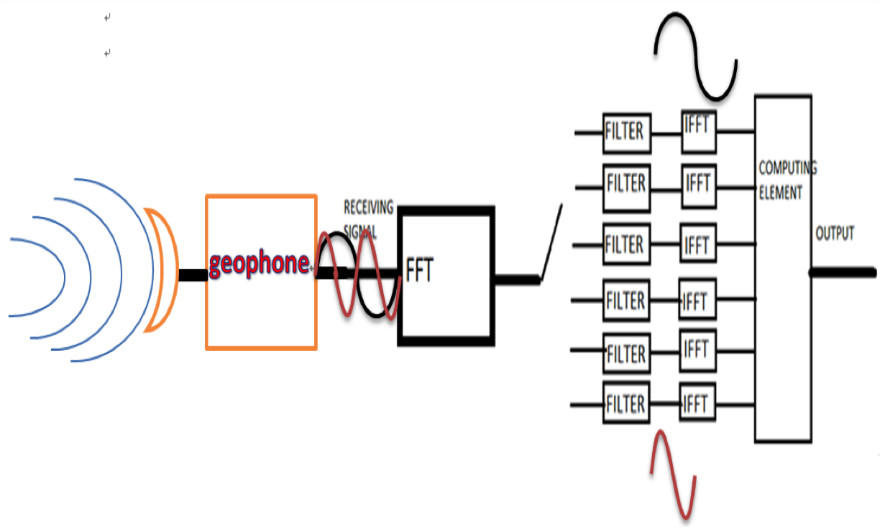 geophone
RECEIVING
SIGNAL
FFT
FILTER
IFFT
FILTER
IFFT
FILTER
IFFT
FILTER
IFFT
FILTER
IFFT
FILTER
IFFT
COMPUTING
ELEMENT
OUTPUT